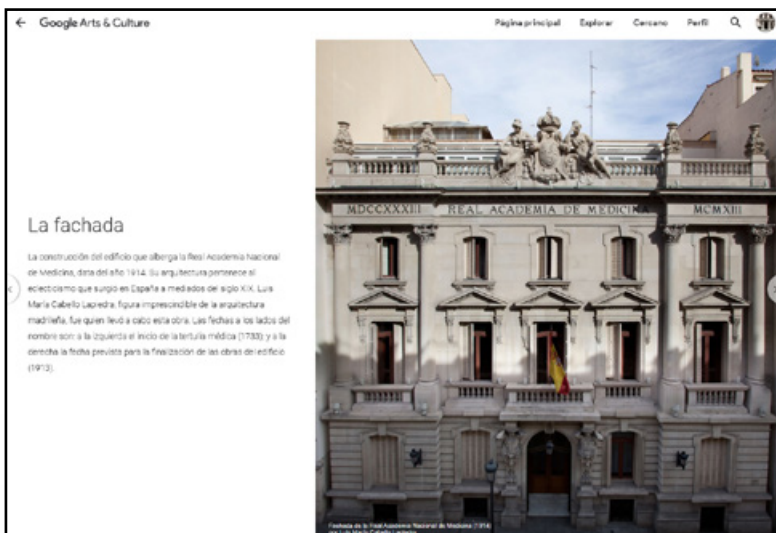 Google Arts & Culture
Página principal Explorar Cercano Perfil
La fachada
La construcción del edificio que alberga la Real Academia Nacional
de Medicina, data del año 1914. Su arquitectura pertenece al
eclecticismo que surgió en España a mediados del siglo XIX. Luis
María Cabello Lapiedra, figura imprescindible de la arquitectura
madrileña, fue quien llevó a cabo esta obra. Las fechas a los lados del
nombre son: a la izquierda el inicio de la tertulia médica (1733); y a la
derecha la fecha prevista para la finalización de las obras del edificio
(1913).
MDCCXXXIII REAL ACADEMIA DE MEDICINA MCMXIII
Fachada de la Real Academia Nacional de Medicina (1914)
por Luis María Cabello Lapiedra